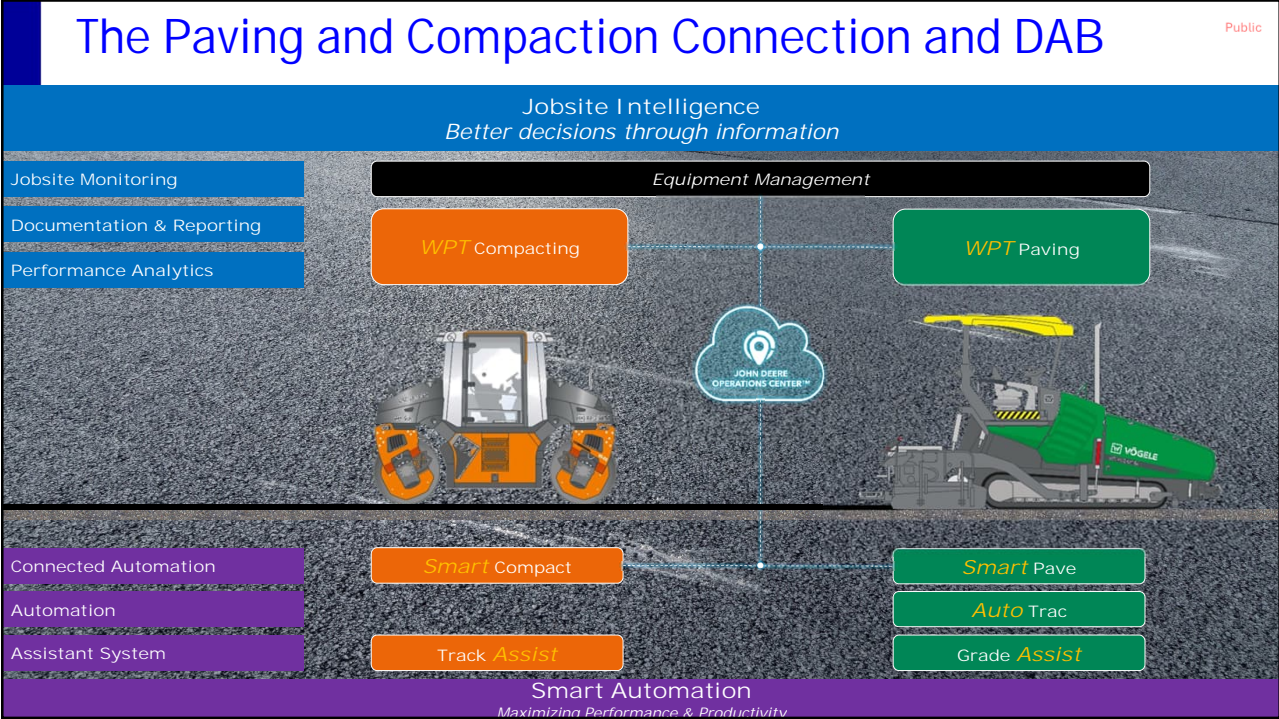 The Paving and Compaction Connection and DAB
Public
Jobsite Intelligence
Better decisions through information
Jobsite Monitoring
Equipment Management
Documentation & Reporting
WPT Compacting
WPT Paving
Performance Analytics
JOHN DEERE
OPERATIONS CENTER™
VÖGELE
Connected Automation
Smart Compact
Smart Pave
Automation
Auto Trac
Assistant System
Track Assist
Grade Assist
Smart Automation
Maximizing Performance & Productivity